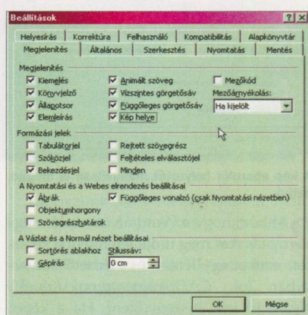 Beállítások
Helyesírás Korrektúra Felhasználó Kompatibilitás Alapkönyvtár
Megjelenítés Általános Szerkesztés Nyomtatás Mentés
Megjelenítés
Kiemelés Animált szöveg Mezőkód
Könyvjelző Vízszintes görgetősáv Mezőárnyékolás:
Állapotsor Függőleges görgetősáv Ha kijelölt
Elemleírás Kép helye
Formázási jelek
Tabulátorjel Rejtett szövegrész
Szóközjel Feltételes elválasztójel
Bekezdésjel Minden
A Nyomtatási és a Webes elrendezés beállításai
Ábrák Függőleges vonalzó (csak Nyomtatási nézetben)
Objektumhorgony
Szövegrészhatárok
A Vázlat és a Normál nézet beállításai
Sortörés ablakhoz Stílussáv:
Gépírás 0 cm
OK Mégse